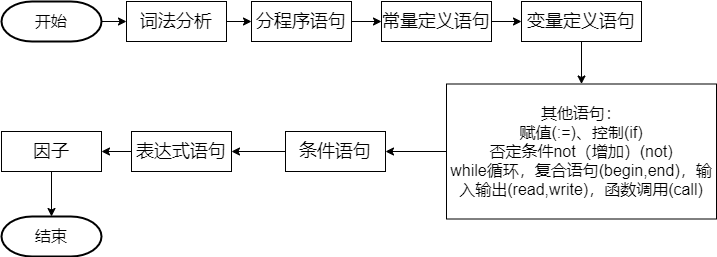 开始
词法分析
分程序语句
常量定义语句
变量定义语句
其他语句：
赋值(:=)、控制(if)
否定条件not（增加）(not)
while循环，复合语句(begin,end)，输
入输出(read,write)，函数调用(call)
条件语句
表达式语句
因子
结束